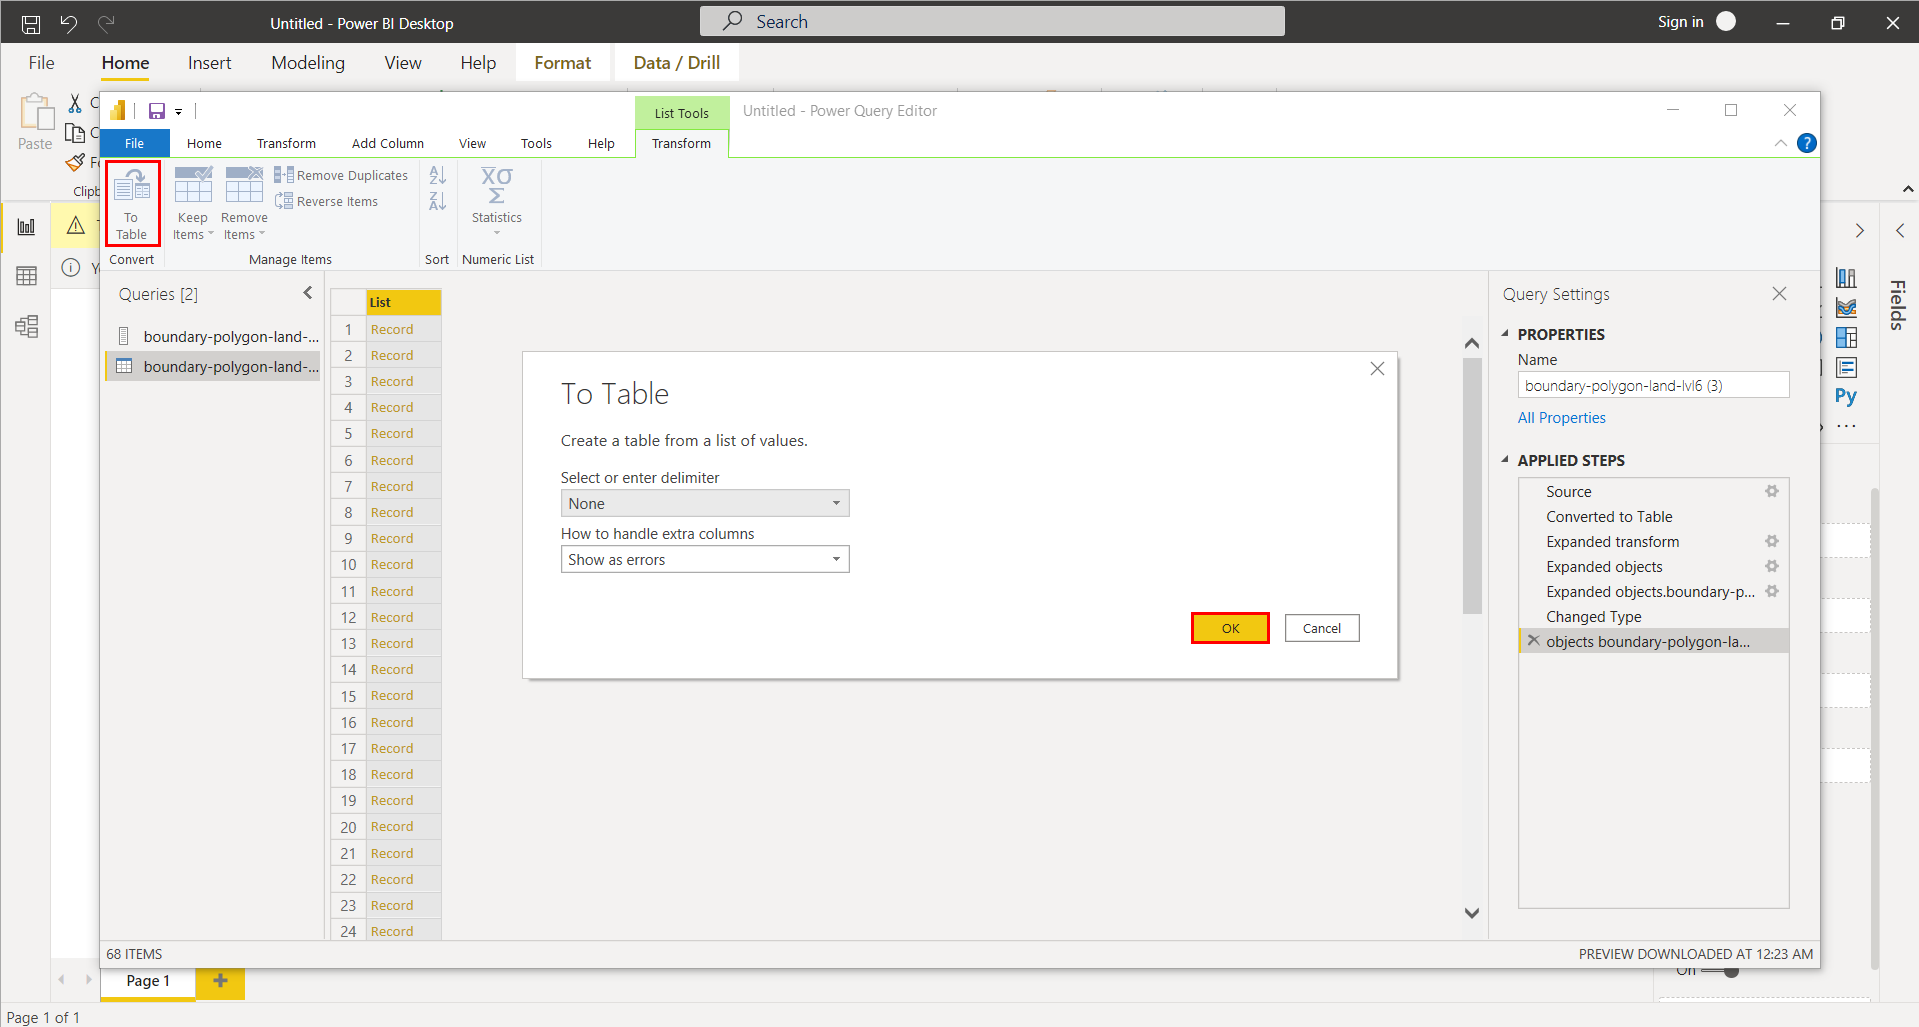 Untitled - Power BI Desktop
Search
Sign in
File
Home
Insert
Modeling
View
Help
Format
Data / Drill
Paste
List Tools
Untitled - Power Query Editor
File
Home
Transform
Add Column
View
Tools
Help
Transform
To
Table
Convert
Keep
Items
Remove
Items
Remove Duplicates
Reverse Items
Manage Items
Sort
Statistics
Numeric List
Queries [2]
boundary-polygon-land-...
boundary-polygon-land-...
List
1 Record
2 Record
3 Record
4 Record
5 Record
6 Record
7 Record
8 Record
9 Record
10 Record
11 Record
12 Record
13 Record
14 Record
15 Record
16 Record
17 Record
18 Record
19 Record
20 Record
21 Record
22 Record
23 Record
24 Record
To Table
Create a table from a list of values.
Select or enter delimiter
None
How to handle extra columns
Show as errors
OK
Cancel
Query Settings
PROPERTIES
Name
boundary-polygon-land-lvl6 (3)
All Properties
APPLIED STEPS
Source
Converted to Table
Expanded transform
Expanded objects
Expanded objects.boundary-p...
Changed Type
objects boundary-polygon-la...
Fields
Py
68 ITEMS
PREVIEW DOWNLOADED AT 12:23 AM
On
Page 1
Page 1 of 1